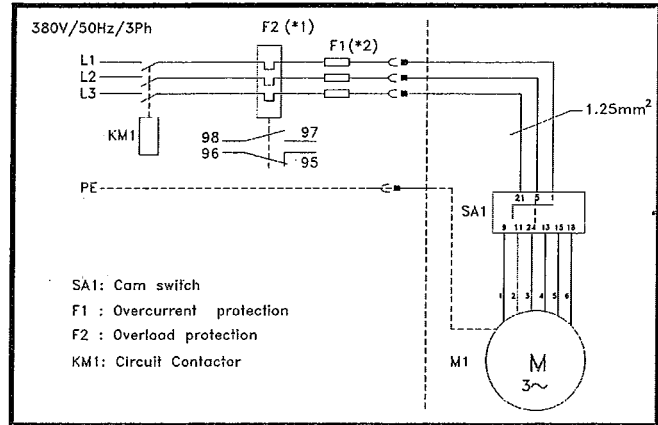 380V/50Hz/3Ph
F2 (*1)
F1(*2)
L1
L2
L3
KM1
98 97
96 95
1.25mm²
PE
SA1
21 5 1
9 11 24 13 15 18
1 2 3 4 5 6
M1
M
3~
SA1: Cam switch
F1 : Overcurrent protection
F2 : Overload protection
KM1: Circuit Contactor